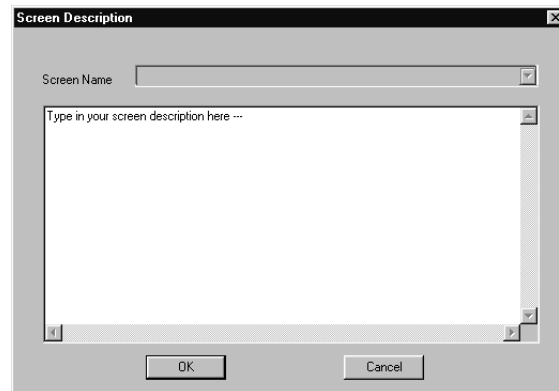 Screen Description
Screen Name
Type in your screen description here ---
OK
Cancel